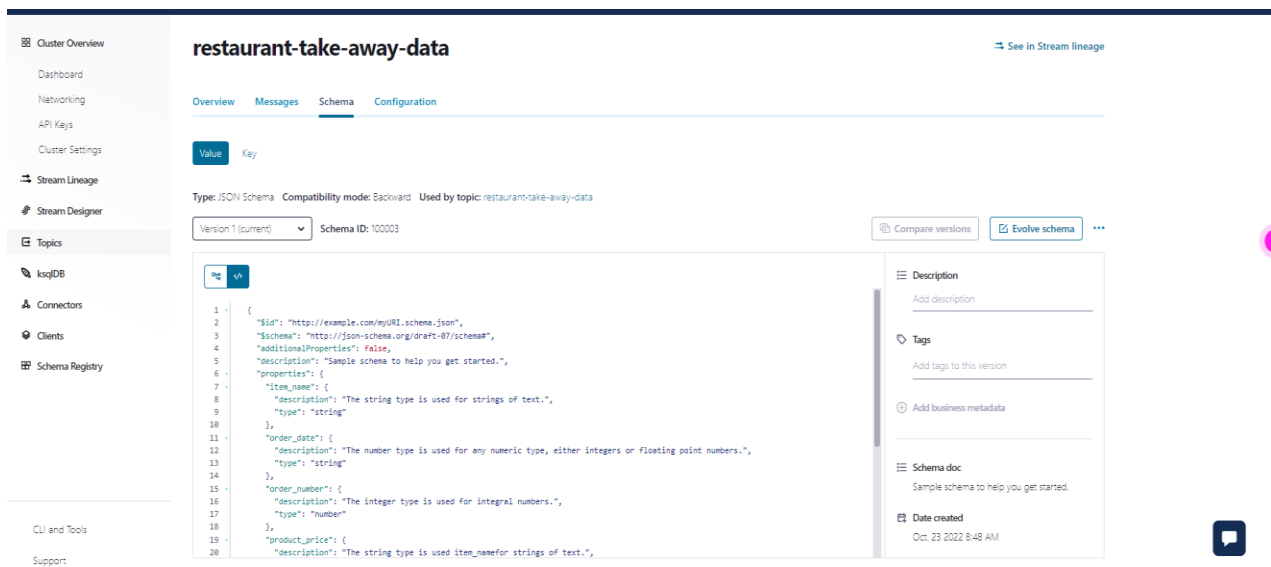 Cluster Overview
Dashboard
Networking
API Keys
Cluster Settings
Stream Lineage
Stream Designer
Topics
ksqlDB
Connectors
Clients
Schema Registry
CLI and Tools
Support
restaurant-take-away-data
See in Stream lineage
Overview Messages Schema Configuration
Value Key
Type: JSON Schema Compatibility mode: Backward Used by topic: restaurant-take-away-data
Version 1 (current) Schema ID: 100003
Compare versions Evolve schema
1 {
2 "$id": "http://example.com/myURI.schema.json",
3 "$schema": "http://json-schema.org/draft-07/schema#",
4 "additionalProperties": false,
5 "description": "Sample schema to help you get started.",
6 "properties": {
7 "item_name": {
8 "description": "The string type is used for strings of text.",
9 "type": "string"
10 },
11 "order_date": {
12 "description": "The number type is used for any numeric type, either integers or floating point numbers.",
13 "type": "string"
14 },
15 "order_number": {
16 "description": "The integer type is used for integral numbers.",
17 "type": "number"
18 },
19 "product_price": {
20 "description": "The string type is used item_namefor strings of text.",
Description
Add description
Tags
Add tags to this version
Add business metadata
Schema doc
Sample schema to help you get started.
Date created
Oct. 23 2022 8:48 AM